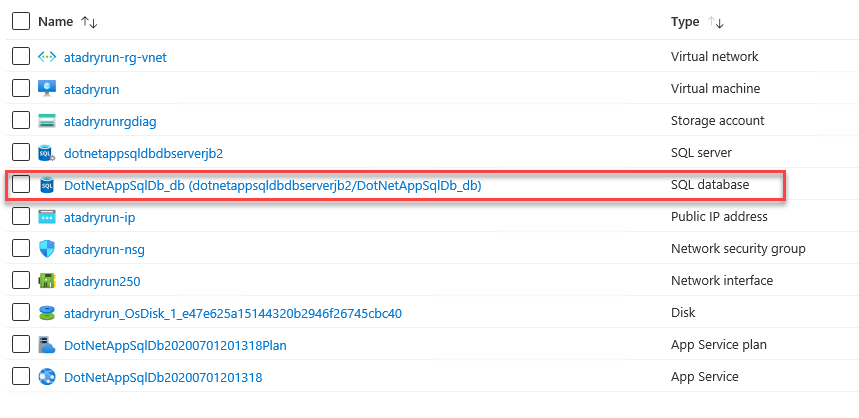 Name ↑↓ Type ↑↓
atadryrun-rg-vnet Virtual network
atadryrun Virtual machine
atadryrunrgdiag Storage account
dotnetappsqldbdbserverjb2 SQL server
DotNetAppSqlDb_db (dotnetappsqldbdbserverjb2/DotNetAppSqlDb_db) SQL database
atadryrun-ip Public IP address
atadryrun-nsg Network security group
atadryrun250 Network interface
atadryrun_OsDisk_1_e47e625a15144320b2946f26745cbc40 Disk
DotNetAppSqlDb20200701201318Plan App Service plan
DotNetAppSqlDb20200701201318 App Service